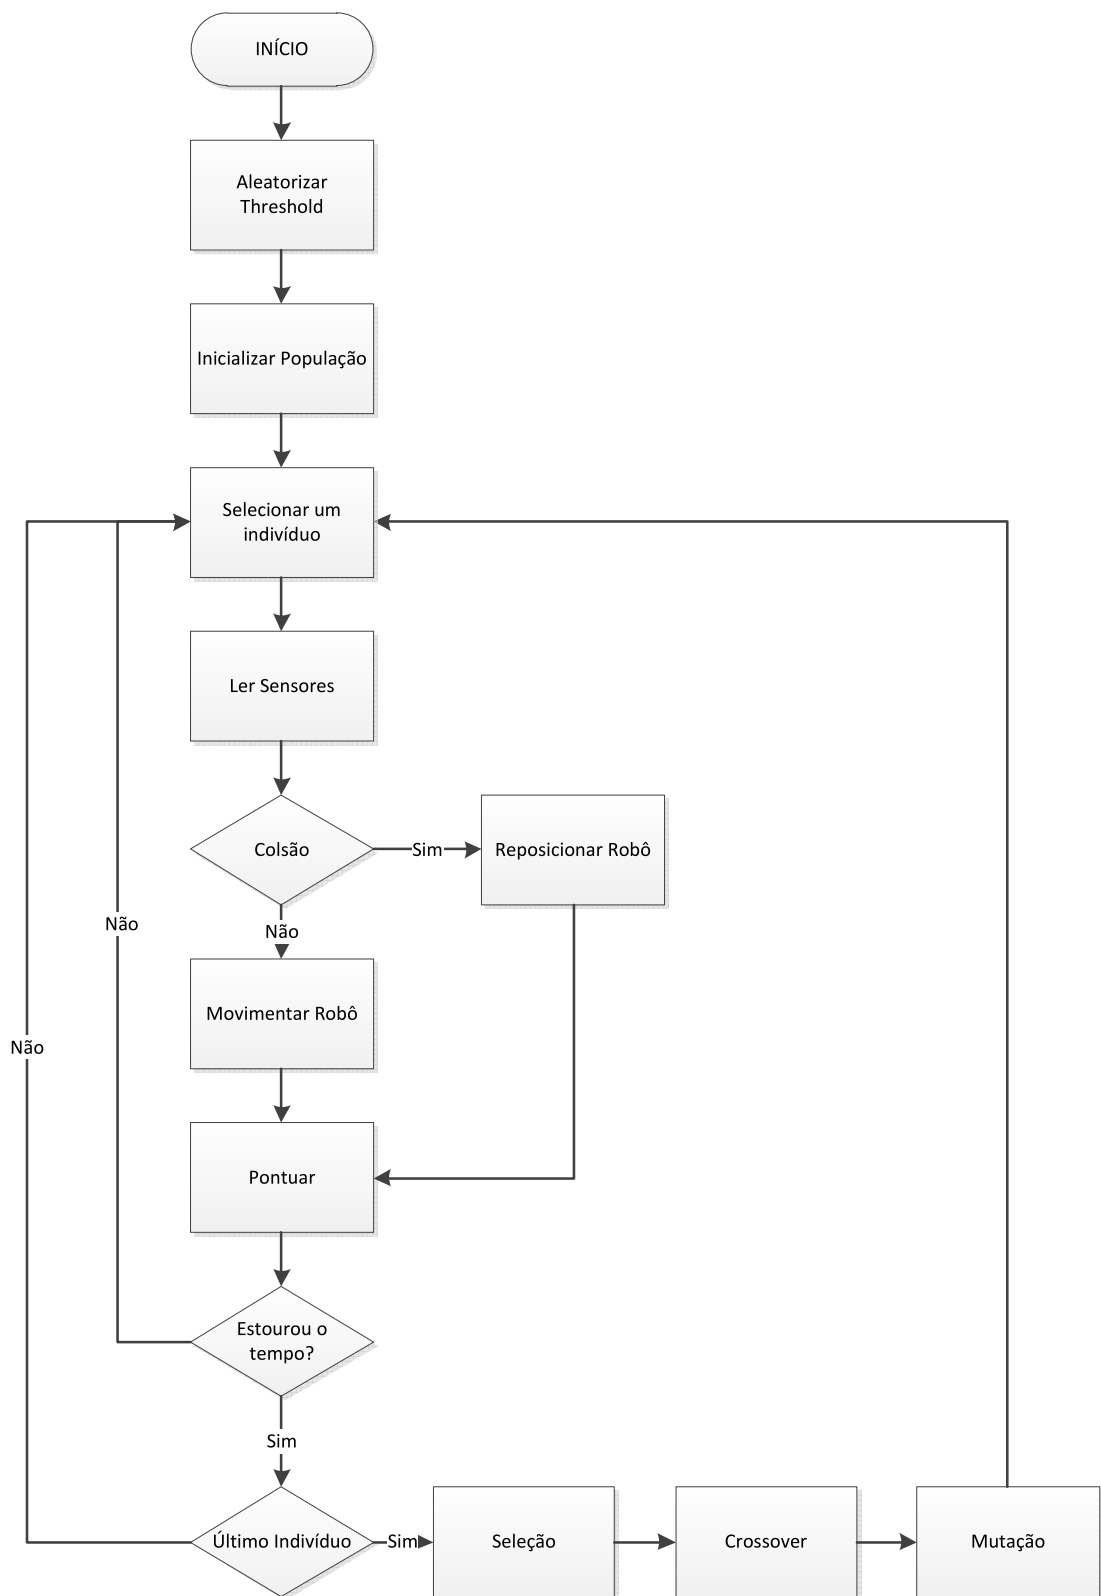 INÍCIO
Aleatorizar
Threshold
Inicializar População
Selecionar um
indivíduo
Ler Sensores
Colsão
Sim
Reposicionar Robô
Não
Não
Movimentar Robô
Não
Pontuar
Estourou o
tempo?
Sim
Último Indivíduo
Sim
Seleção
Crossover
Mutação